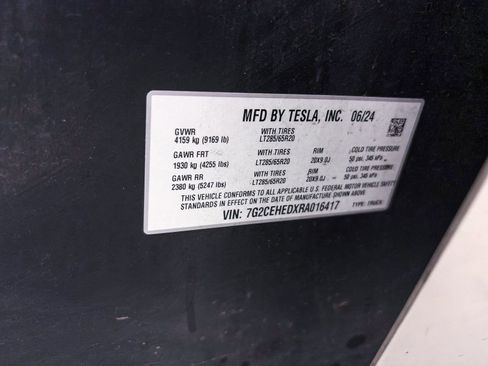 MFD BY TESLA, INC. 06/24
GVWR WITH TIRES
4159 kg (9169 lb) LT285/65R20
GAWR FRT WITH TIRES RIM COLD TIRE PRESSURE
1930 kg (4255 lbs) LT285/65R20 20X9.0J 50 psi, 345 kPa
GAWR RR WITH TIRES RIM COLD TIRE PRESSURE
2380 kg (5247 lbs) LT285/65R20 20X9.0J 50 psi, 345 kPa
THIS VEHICLE CONFORMS TO ALL APPLICABLE U.S. FEDERAL MOTOR VEHICLE SAFETY
STANDARDS IN EFFECT ON THE DATE OF MANUFACTURE SHOWN ABOVE
VIN: 7G2CEHEDXRA016417 TYPE: TRUCK